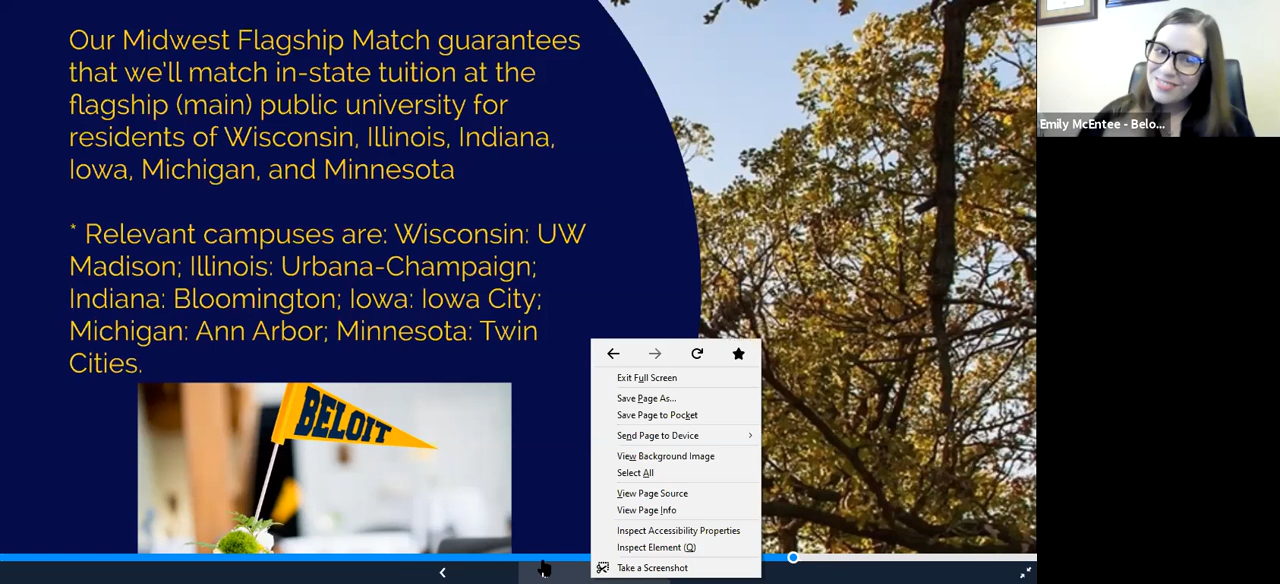 Our Midwest Flagship Match guarantees
that we'll match in-state tuition at the
flagship (main) public university for
residents of Wisconsin, Illinois, Indiana,
Iowa, Michigan, and Minnesota
* Relevant campuses are: Wisconsin: UW
Madison; Illinois: Urbana-Champaign;
Indiana: Bloomington; Iowa: Iowa City;
Michigan: Ann Arbor; Minnesota: Twin
Cities.
BELOIT
Exit Full Screen
Save Page As...
Save Page to Pocket
Send Page to Device
View Background Image
Select All
View Page Source
View Page Info
Inspect Accessibility Properties
Inspect Element (Q)
Take a Screenshot
Emily McEntee - Belo...